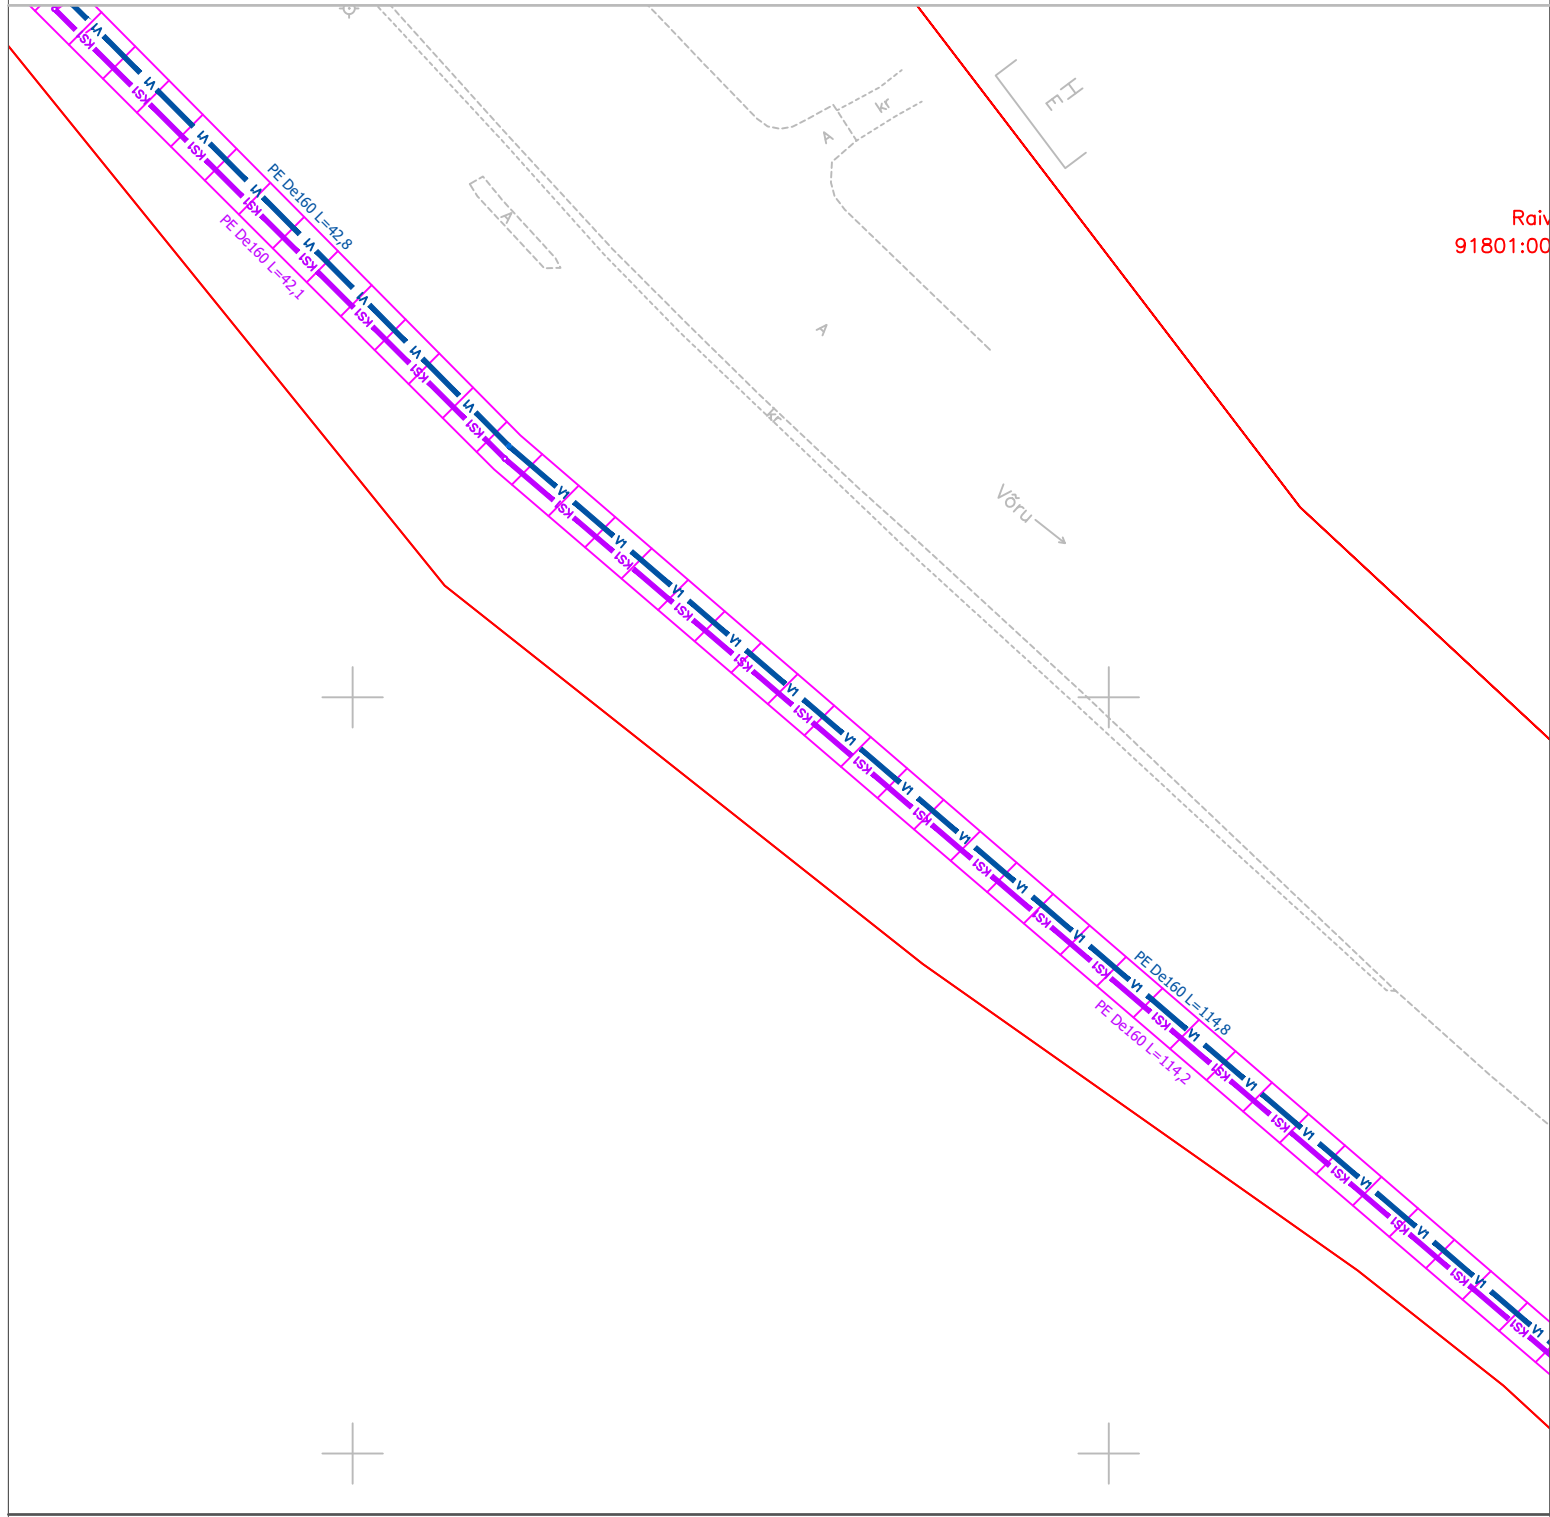 H
E
kr
A
Raiv
91801:00
PE De160 L=42,8
PE De160 L=42,1
A
A
kr
Võru
V1
KS1
PE De160 L=114,8
PE De160 L=114,2